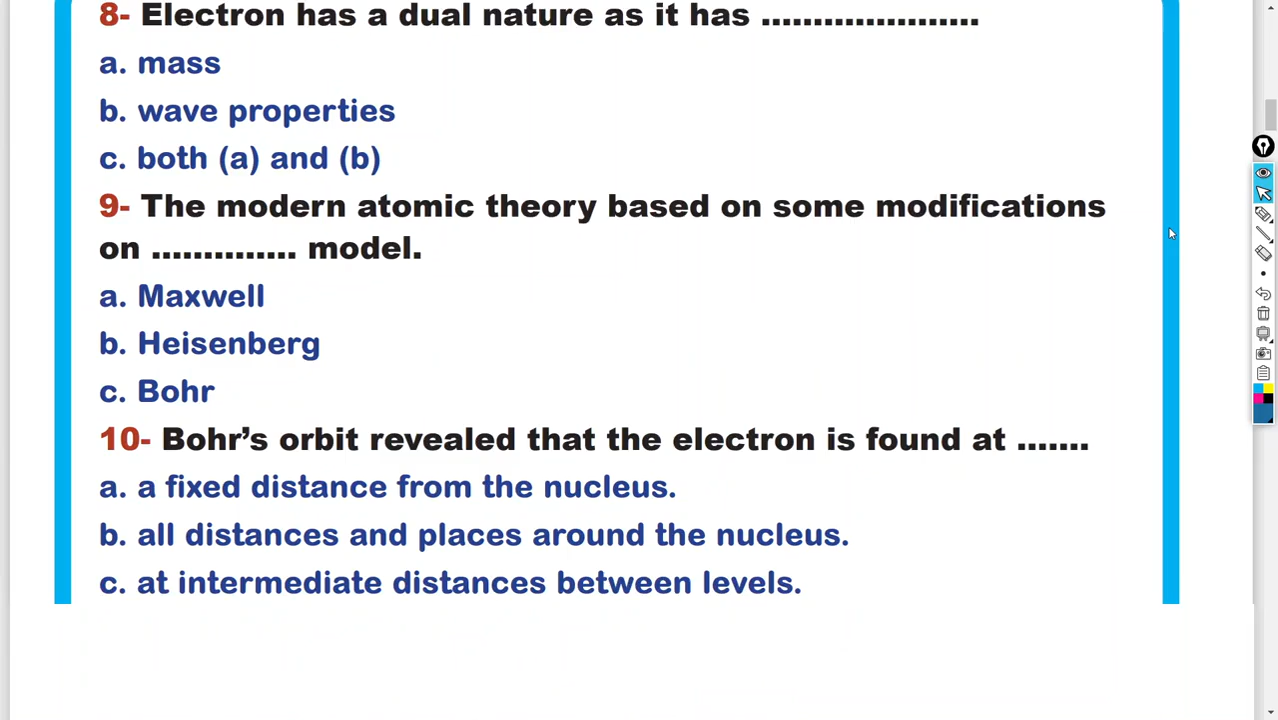 8- Electron has a dual nature as it has .....................
a. mass
b. wave properties
c. both (a) and (b)
9- The modern atomic theory based on some modifications
on .............. model.
a. Maxwell
b. Heisenberg
c. Bohr
10- Bohr’s orbit revealed that the electron is found at .......
a. a fixed distance from the nucleus.
b. all distances and places around the nucleus.
c. at intermediate distances between levels.